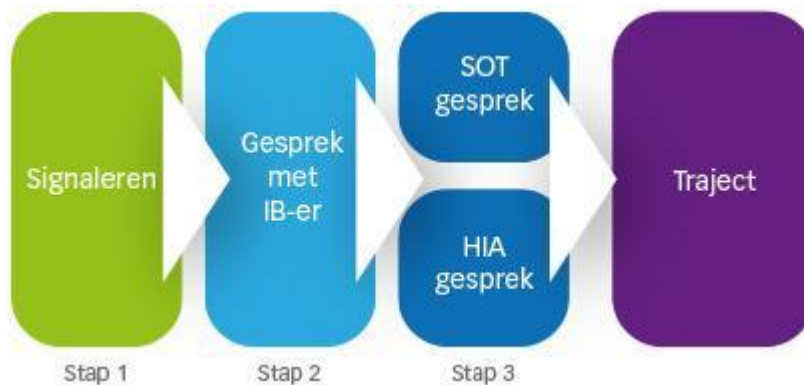 Signaleren
Gesprek
met
IB-er
SOT
gesprek
HIA
gesprek
Traject
Stap 1
Stap 2
Stap 3